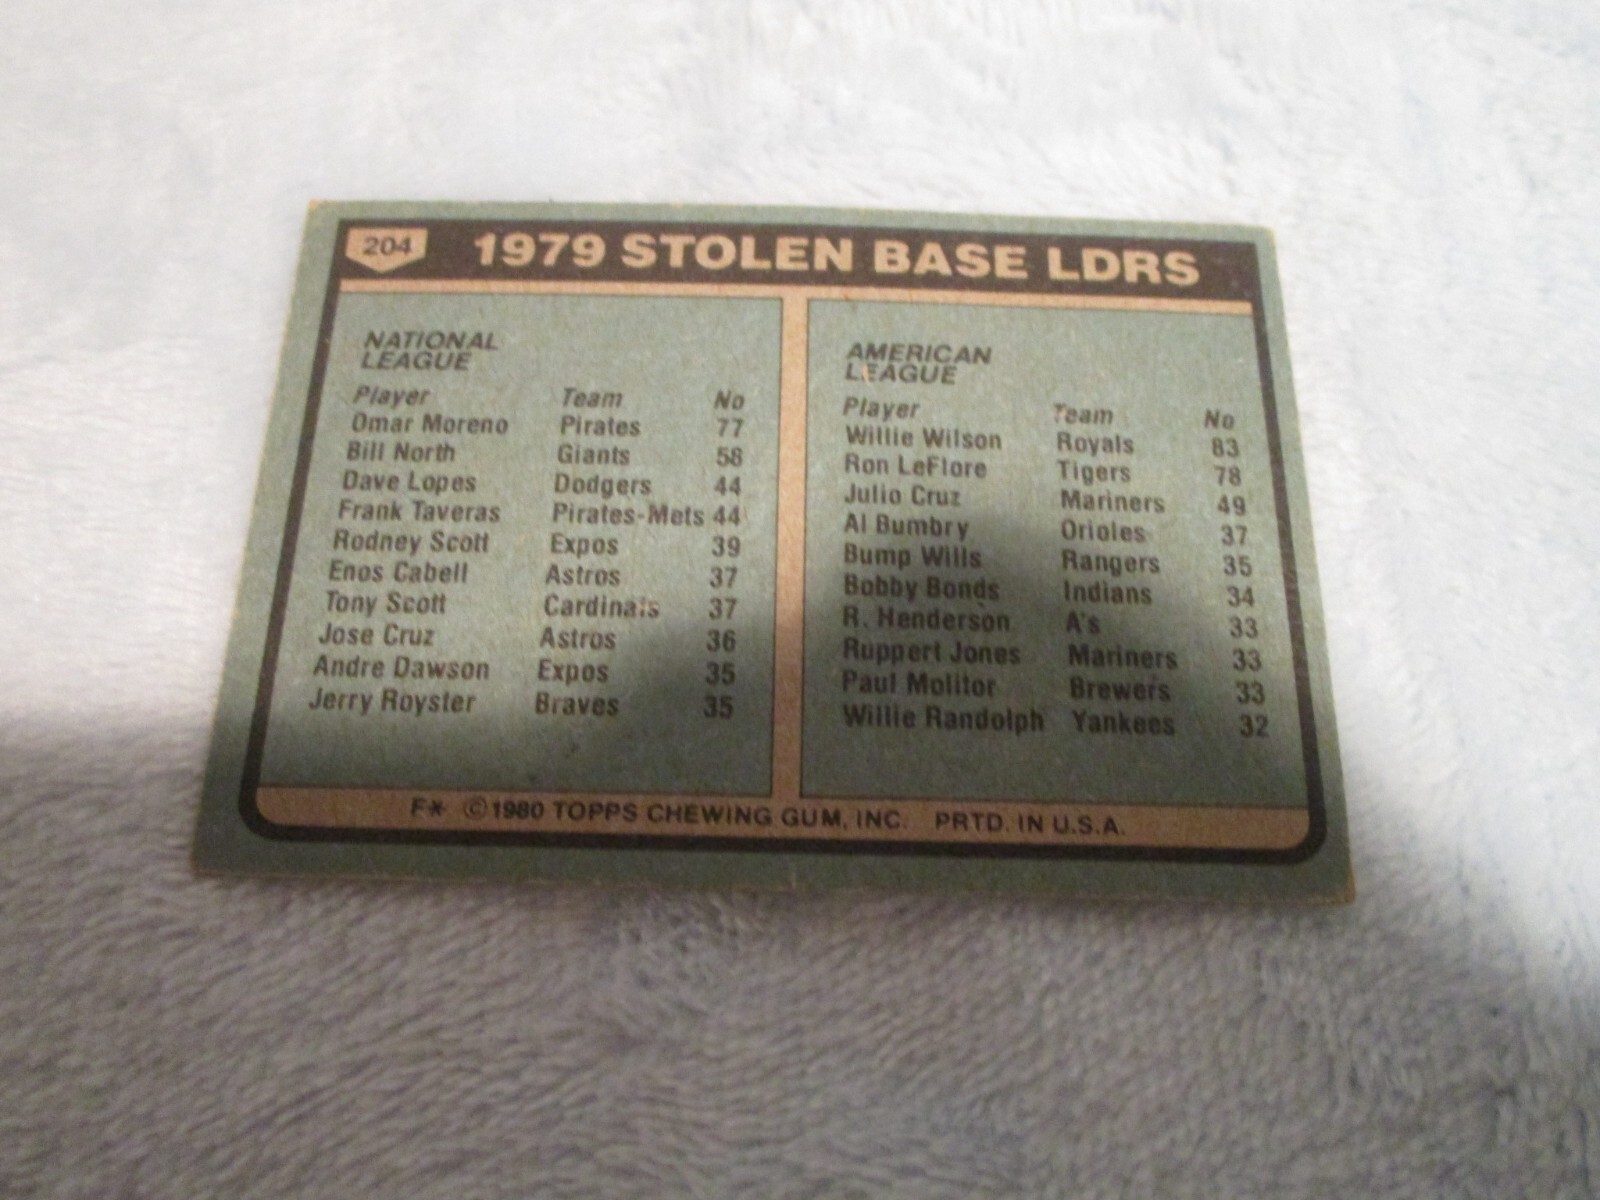 204 1979 STOLEN BASE LDRS
NATIONAL
LEAGUE
Player Team No
Omar Moreno Pirates 77
Bill North Giants 58
Dave Lopes Dodgers 44
Frank Taveras Pirates-Mets 44
Rodney Scott Expos 39
Enos Cabell Astros 37
Tony Scott Cardinals 37
Jose Cruz Astros 36
Andre Dawson Expos 35
Jerry Royster Braves 35
AMERICAN
LEAGUE
Player Team No
Willie Wilson Royals 83
Ron LeFlore Tigers 78
Julio Cruz Mariners 49
Al Bumbry Orioles 37
Bump Wills Rangers 35
Bobby Bonds Indians 34
R. Henderson A's 33
Ruppert Jones Mariners 33
Paul Molitor Brewers 33
Willie Randolph Yankees 32
F* ©1980 TOPPS CHEWING GUM, INC. PRTD. IN U.S.A.